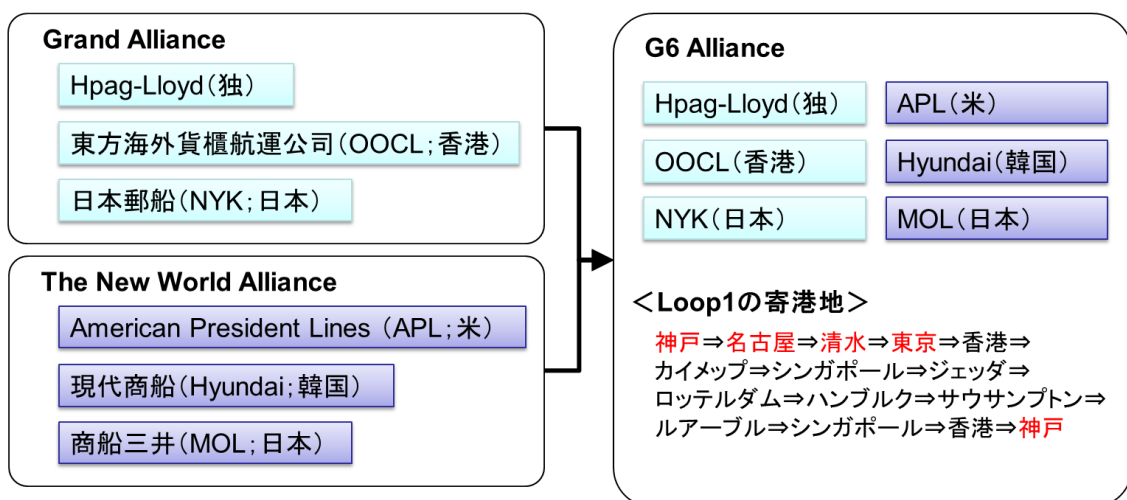 Grand Alliance
Hpag-Lloyd（独）
東方海外貨櫃航運公司（OOCL；香港）
日本郵船（NYK；日本）
The New World Alliance
American President Lines （APL；米）
現代商船（Hyundai；韓国）
商船三井（MOL；日本）
G6 Alliance
Hpag-Lloyd（独）
APL（米）
OOCL（香港）
Hyundai（韓国）
NYK（日本）
MOL（日本）
＜Loop1の寄港地＞
神戸⇒名古屋⇒清水⇒東京⇒香港⇒
カイメップ⇒シンガポール⇒ジェッダ⇒
ロッテルダム⇒ハンブルク⇒サウサンプトン⇒
ルアーブル⇒シンガポール⇒香港⇒神戸